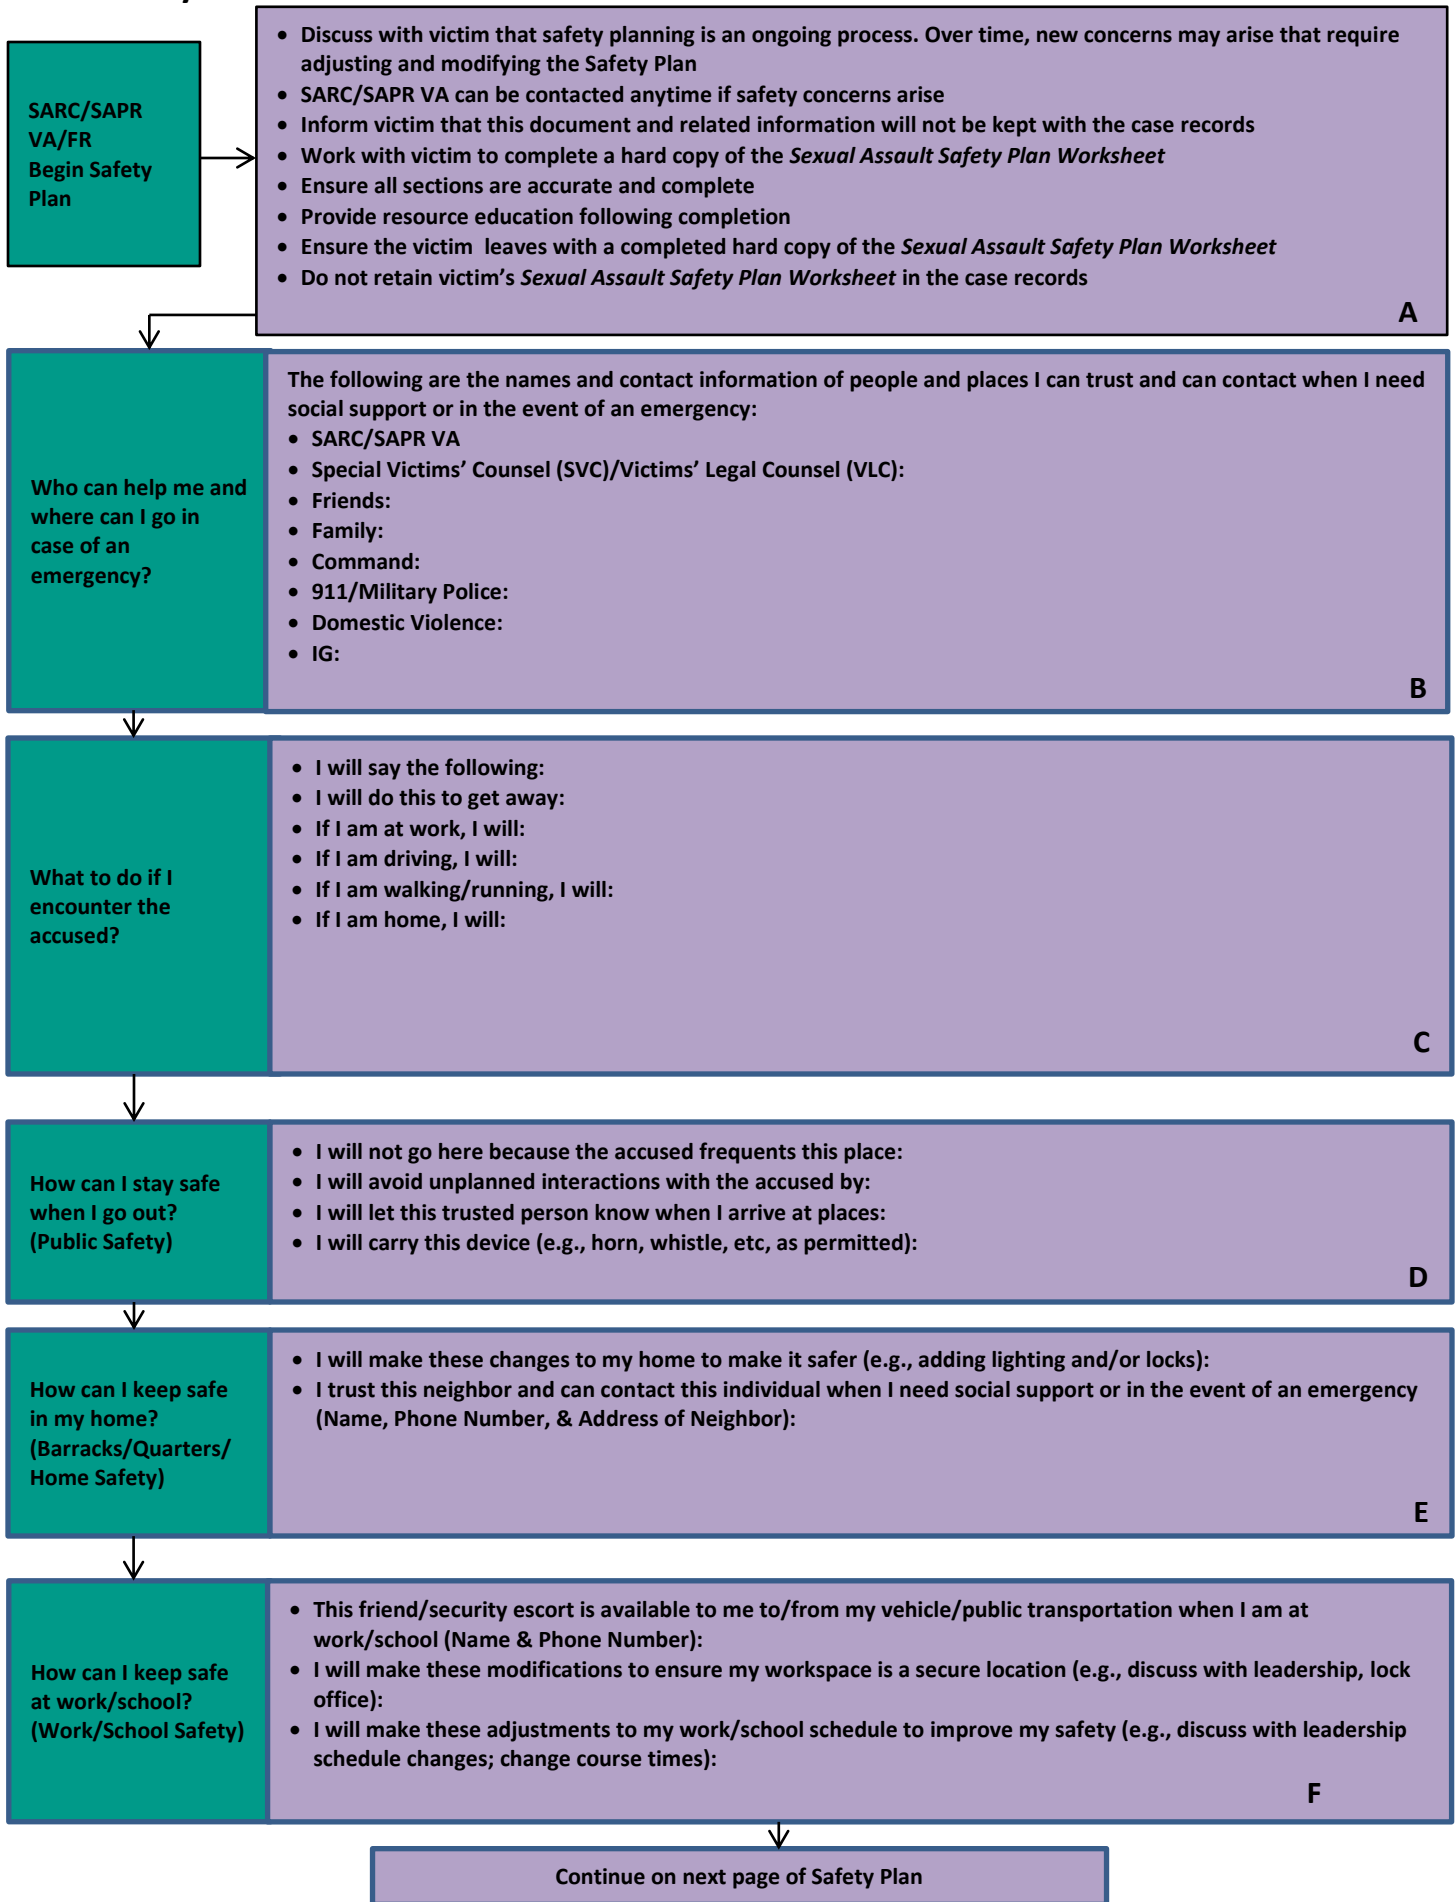 SARC/SAPR
VA/FR
Begin Safety
Plan
• Discuss with victim that safety planning is an ongoing process. Over time, new concerns may arise that require
adjusting and modifying the Safety Plan
• SARC/SAPR VA can be contacted anytime if safety concerns arise
• Inform victim that this document and related information will not be kept with the case records
• Work with victim to complete a hard copy of the Sexual Assault Safety Plan Worksheet
• Ensure all sections are accurate and complete
• Provide resource education following completion
• Ensure the victim leaves with a completed hard copy of the Sexual Assault Safety Plan Worksheet
• Do not retain victim’s Sexual Assault Safety Plan Worksheet in the case records
A
Who can help me and
where can I go in
case of an
emergency?
The following are the names and contact information of people and places I can trust and can contact when I need
social support or in the event of an emergency:
• SARC/SAPR VA
• Special Victims’ Counsel (SVC)/Victims’ Legal Counsel (VLC):
• Friends:
• Family:
• Command:
• 911/Military Police:
• Domestic Violence:
• IG:
B
What to do if I
encounter the
accused?
• I will say the following:
• I will do this to get away:
• If I am at work, I will:
• If I am driving, I will:
• If I am walking/running, I will:
• If I am home, I will:
C
How can I stay safe
when I go out?
(Public Safety)
• I will not go here because the accused frequents this place:
• I will avoid unplanned interactions with the accused by:
• I will let this trusted person know when I arrive at places:
• I will carry this device (e.g., horn, whistle, etc, as permitted):
D
How can I keep safe
in my home?
(Barracks/Quarters/
Home Safety)
• I will make these changes to my home to make it safer (e.g., adding lighting and/or locks):
• I trust this neighbor and can contact this individual when I need social support or in the event of an emergency
(Name, Phone Number, & Address of Neighbor):
E
How can I keep safe
at work/school?
(Work/School Safety)
• This friend/security escort is available to me to/from my vehicle/public transportation when I am at
work/school (Name & Phone Number):
• I will make these modifications to ensure my workspace is a secure location (e.g., discuss with leadership, lock
office):
• I will make these adjustments to my work/school schedule to improve my safety (e.g., discuss with leadership
schedule changes; change course times):
F
Continue on next page of Safety Plan